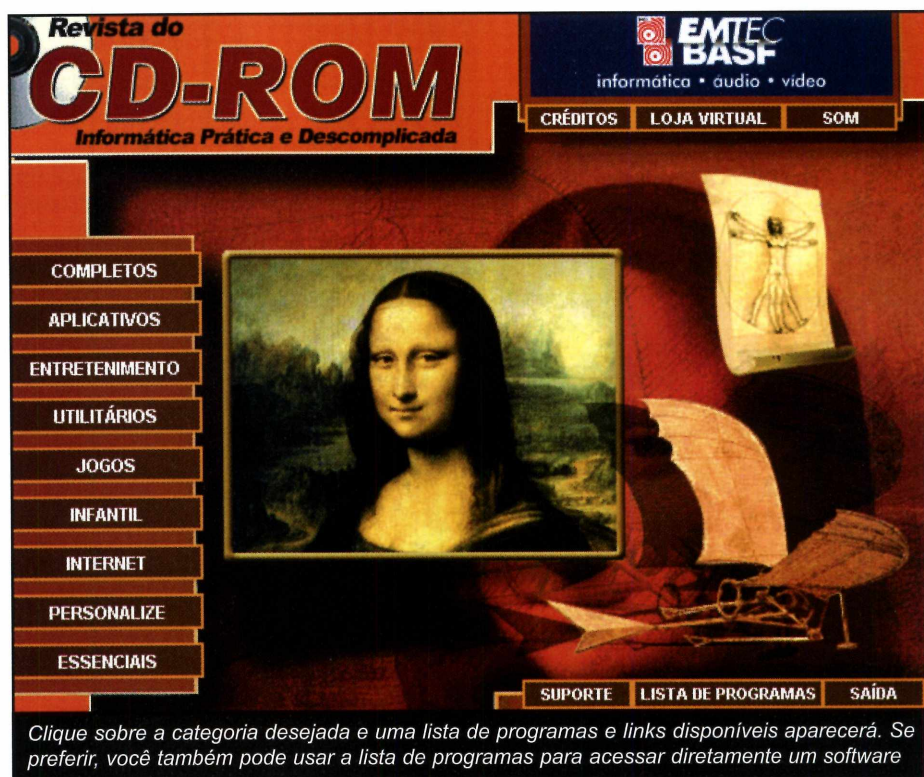 Revista do
CD-ROM
Informática Prática e Descomplicada
EMTEC
BASF
informática • áudio • vídeo
CRÉDITOS
LOJA VIRTUAL
SOM
COMPLETOS
APLICATIVOS
ENTRETENIMENTO
UTILITÁRIOS
JOGOS
INFANTIL
INTERNET
PERSONALIZE
ESSENCIAIS
SUPORTE
LISTA DE PROGRAMAS
SAÍDA
Clique sobre a categoria desejada e uma lista de programas e links disponíveis aparecerá. Se
preferir, você também pode usar a lista de programas para acessar diretamente um software